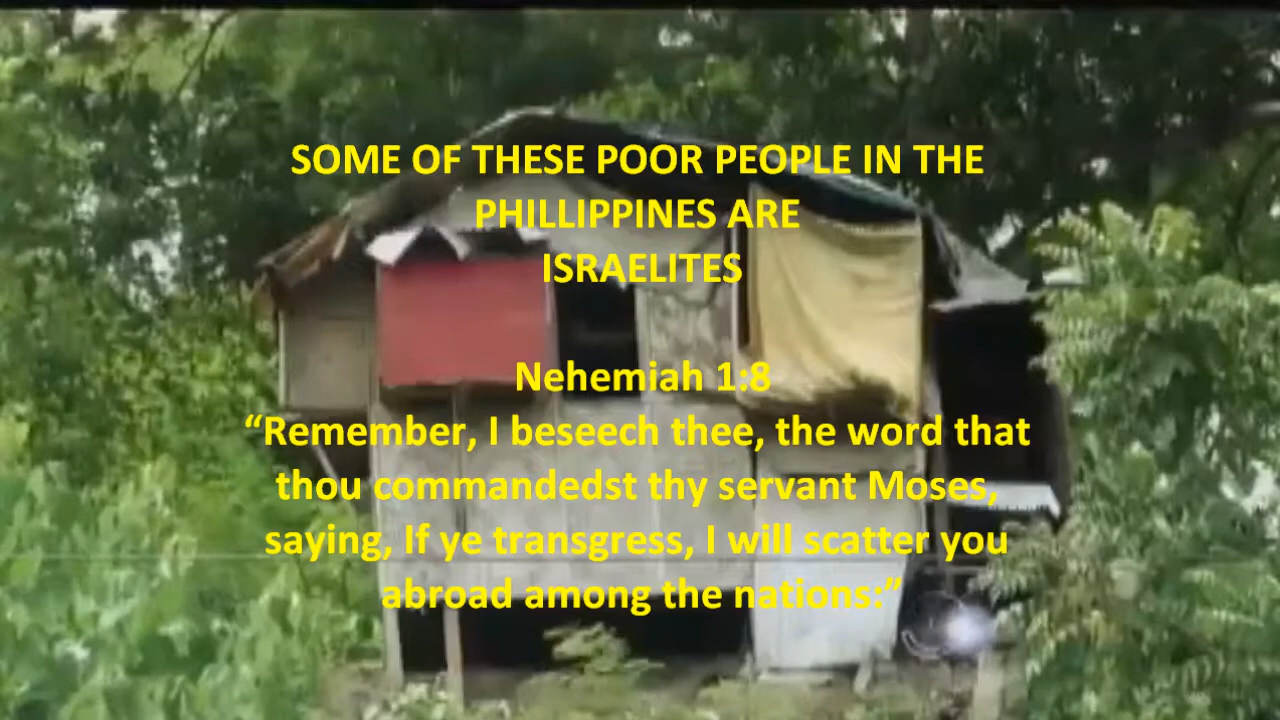 SOME OF THESE POOR PEOPLE IN THE
PHILLIPPINES ARE
ISRAELITES
Nehemiah 1:8
“Remember, I beseech thee, the word that
thou commandedst thy servant Moses,
saying, If ye transgress, I will scatter you
abroad among the nations:”